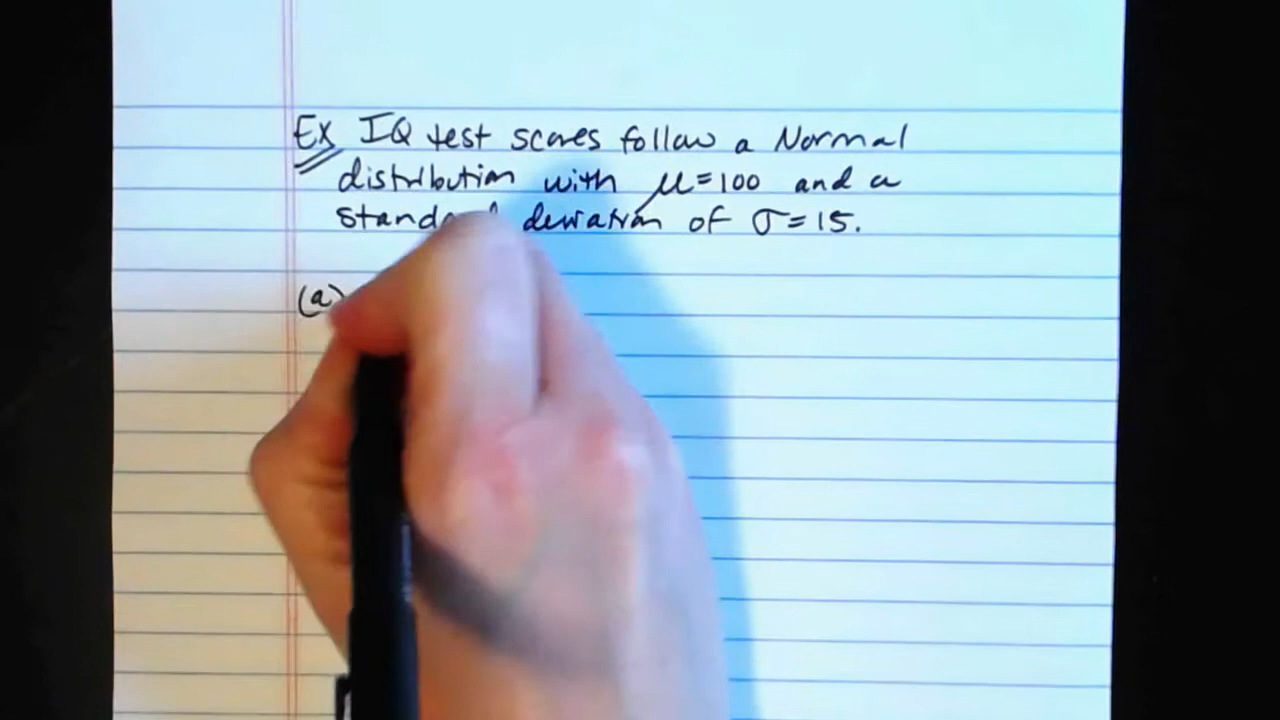 Ex IQ test scores follow a Normal
distribution with μ=100 and a
deviation of σ=15.
(a)